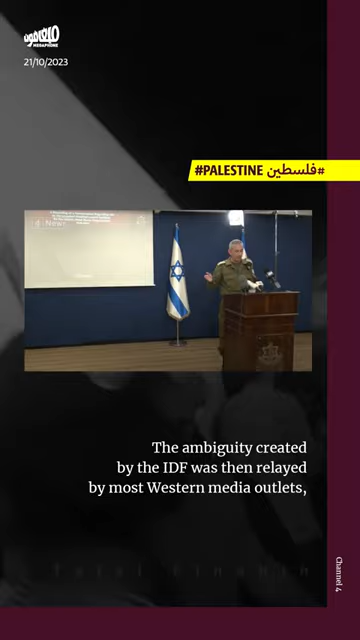 ميغافون
MEGAPHONE
21/10/2023
#PALESTINE فلسطين#
The ambiguity created
by the IDF was then relayed
by most Western media outlets,
Channel 4